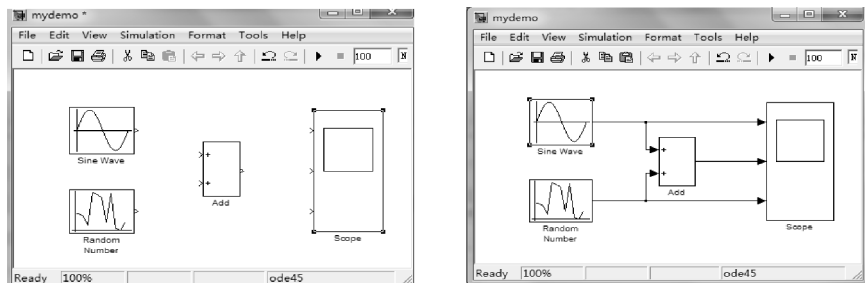 mydemo *
File Edit View Simulation Format Tools Help
100
N
Sine Wave
+
+
Add
Random
Number
Scope
Ready 100% ode45
mydemo
File Edit View Simulation Format Tools Help
100
N
Sine Wave
+
+
Add
Random
Number
Scope
Ready 100% ode45